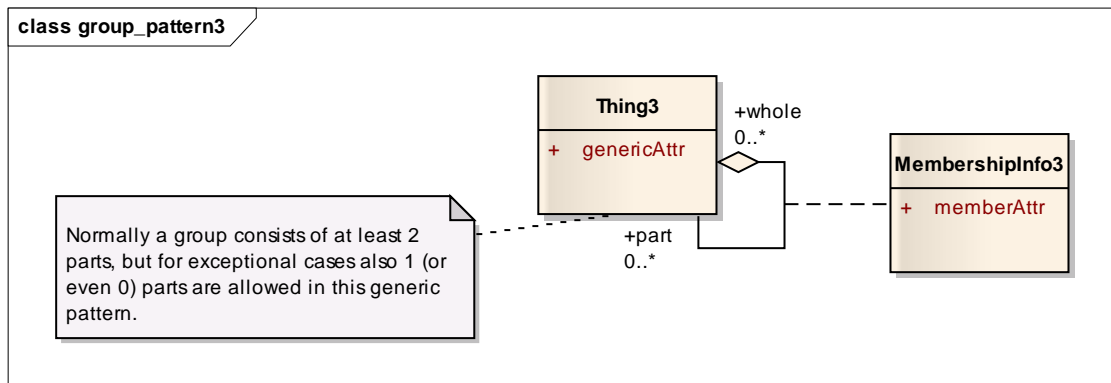 class group_pattern3
Thing3
+ genericAttr
+whole
0..*
MembershipInfo3
+ memberAttr
+part
0..*
Normally a group consists of at least 2
parts, but for exceptional cases also 1 (or
even 0) parts are allowed in this generic
pattern.